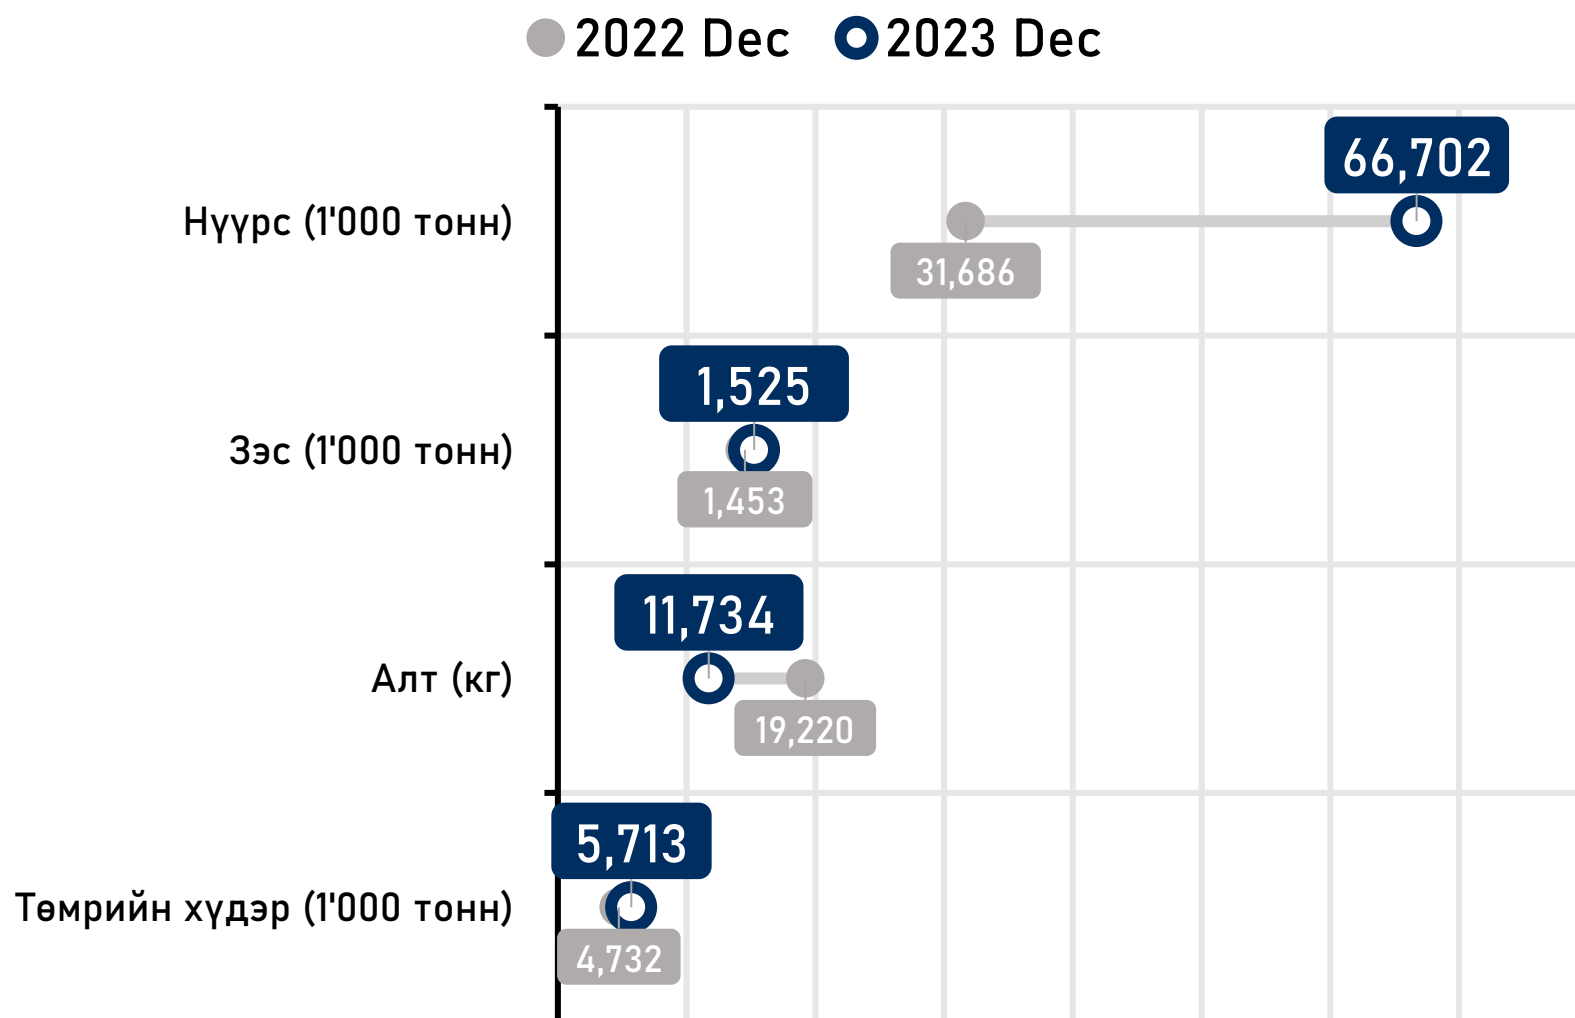 2022 Dec 2023 Dec
66,702
Нүүрс (1'000 тонн)
31,686
1,525
Зэс (1'000 тонн)
1,453
11,734
Алт (кг)
19,220
5,713
Төмрийн хүдэр (1'000 тонн)
4,732